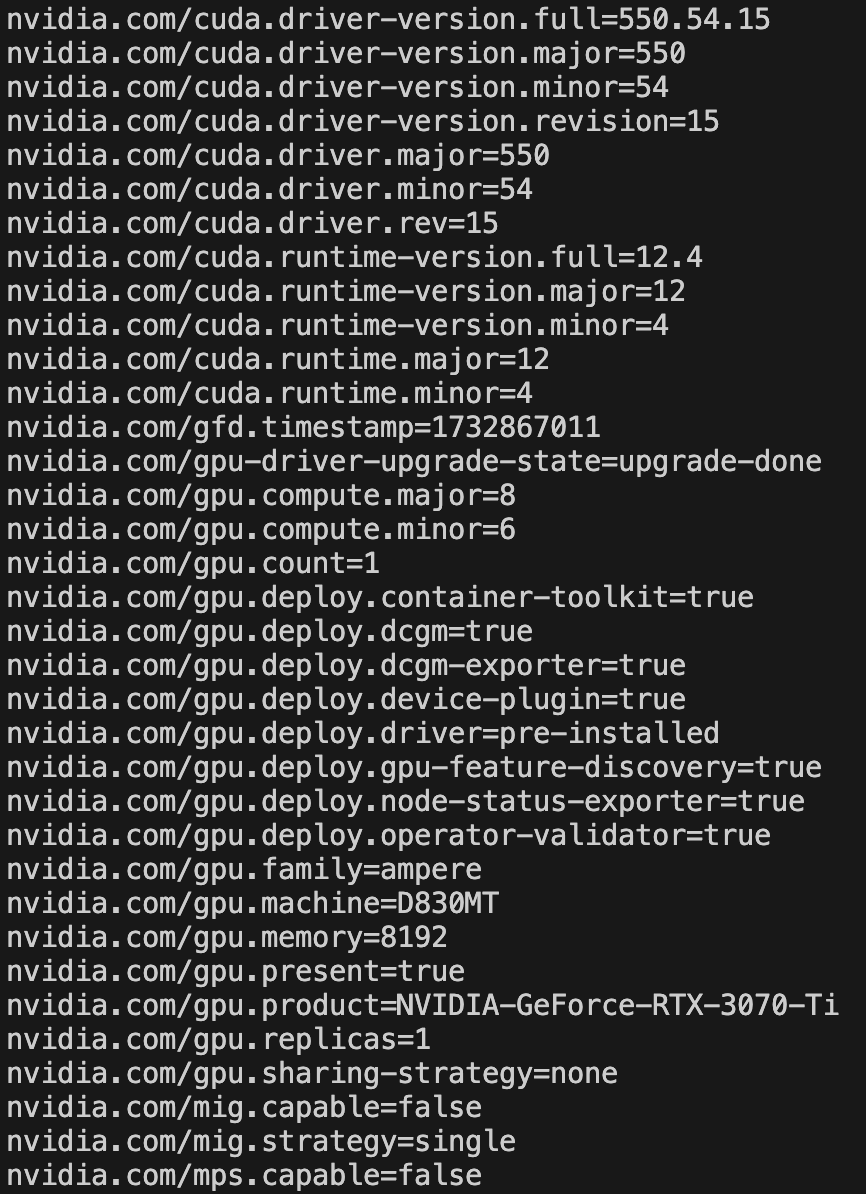 nvidia.com/cuda.driver-version.full=550.54.15
nvidia.com/cuda.driver-version.major=550
nvidia.com/cuda.driver-version.minor=54
nvidia.com/cuda.driver-version.revision=15
nvidia.com/cuda.driver.major=550
nvidia.com/cuda.driver.minor=54
nvidia.com/cuda.driver.rev=15
nvidia.com/cuda.runtime-version.full=12.4
nvidia.com/cuda.runtime-version.major=12
nvidia.com/cuda.runtime-version.minor=4
nvidia.com/cuda.runtime.major=12
nvidia.com/cuda.runtime.minor=4
nvidia.com/gfd.timestamp=1732867011
nvidia.com/gpu-driver-upgrade-state=upgrade-done
nvidia.com/gpu.compute.major=8
nvidia.com/gpu.compute.minor=6
nvidia.com/gpu.count=1
nvidia.com/gpu.deploy.container-toolkit=true
nvidia.com/gpu.deploy.dcgm=true
nvidia.com/gpu.deploy.dcgm-exporter=true
nvidia.com/gpu.deploy.device-plugin=true
nvidia.com/gpu.deploy.driver=pre-installed
nvidia.com/gpu.deploy.gpu-feature-discovery=true
nvidia.com/gpu.deploy.node-status-exporter=true
nvidia.com/gpu.deploy.operator-validator=true
nvidia.com/gpu.family=ampere
nvidia.com/gpu.machine=D830MT
nvidia.com/gpu.memory=8192
nvidia.com/gpu.present=true
nvidia.com/gpu.product=NVIDIA-GeForce-RTX-3070-Ti
nvidia.com/gpu.replicas=1
nvidia.com/gpu.sharing-strategy=none
nvidia.com/mig.capable=false
nvidia.com/mig.strategy=single
nvidia.com/mps.capable=false